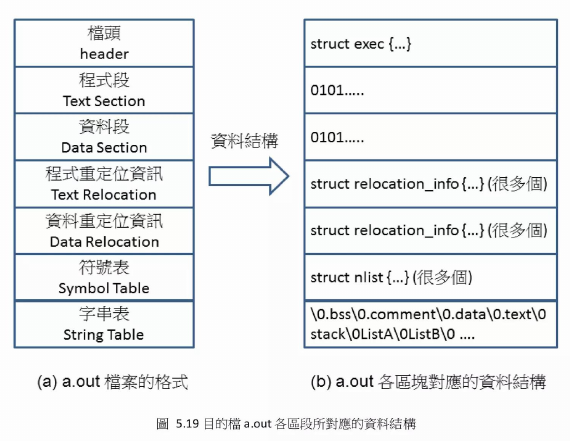 檔頭
header
程式段
Text Section
資料段
Data Section
程式重定位資訊
Text Relocation
資料重定位資訊
Data Relocation
符號表
Symbol Table
字串表
String Table
(a) a.out 檔案的格式
資料結構
struct exec {...}
0101.....
0101.....
struct relocation_info {...} (很多個)
struct relocation_info {...} (很多個)
struct nlist {...} (很多個)
\0.bss\0.comment\0.data\0.text\0
stack\0ListA\0ListB\0 ....
(b) a.out 各區塊對應的資料結構
圖 5.19 目的檔 a.out 各區段所對應的資料結構